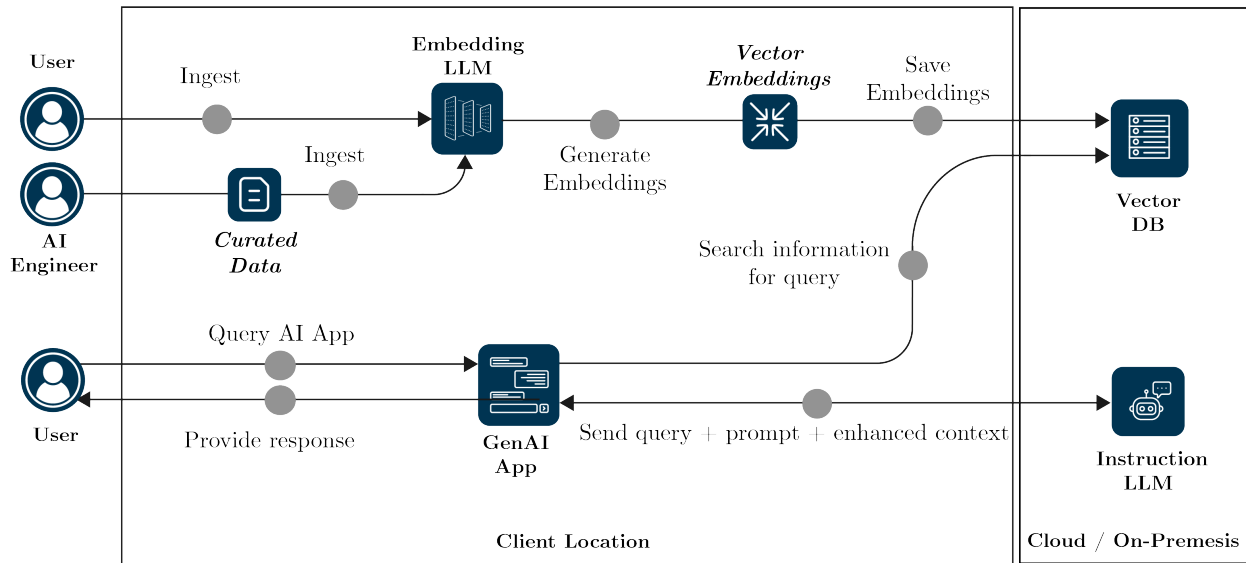 User
Ingest
Embedding
LLM
Vector
Embeddings
Save
Embeddings
Ingest
Generate
Embeddings
AI
Engineer
Curated
Data
Vector
DB
Search information
for query
Query AI App
User
Provide response
GenAI
App
Send query + prompt + enhanced context
Instruction
LLM
Client Location
Cloud / On-Premesis